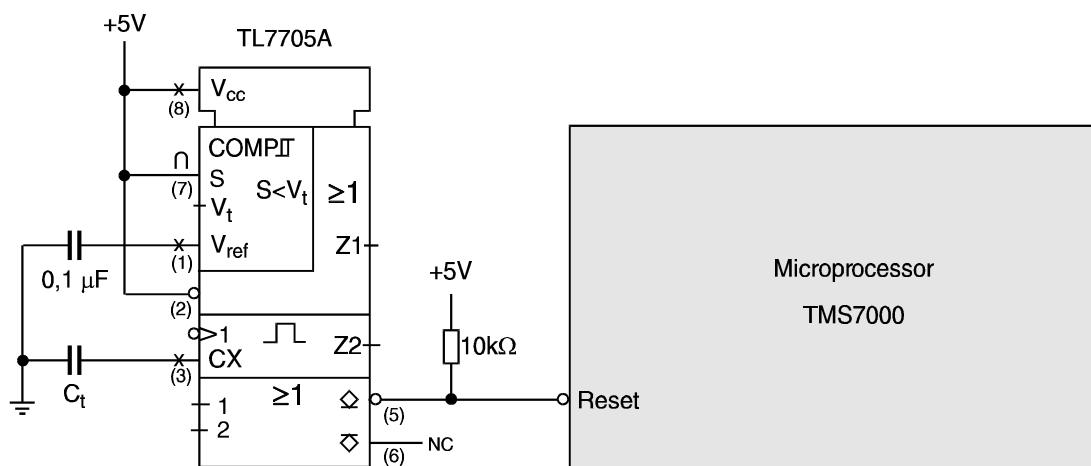 +5V
TL7705A
Vcc
(8)
COMP
∩
S
(7)
S<Vt
≥1
Vt
Vref
(1)
Z1
0,1 µF
(2)
+5V
10kΩ
1
Z2
CX
(3)
Ct
≥1
1
2
(5)
(6)
NC
Reset
Microprocessor
TMS7000